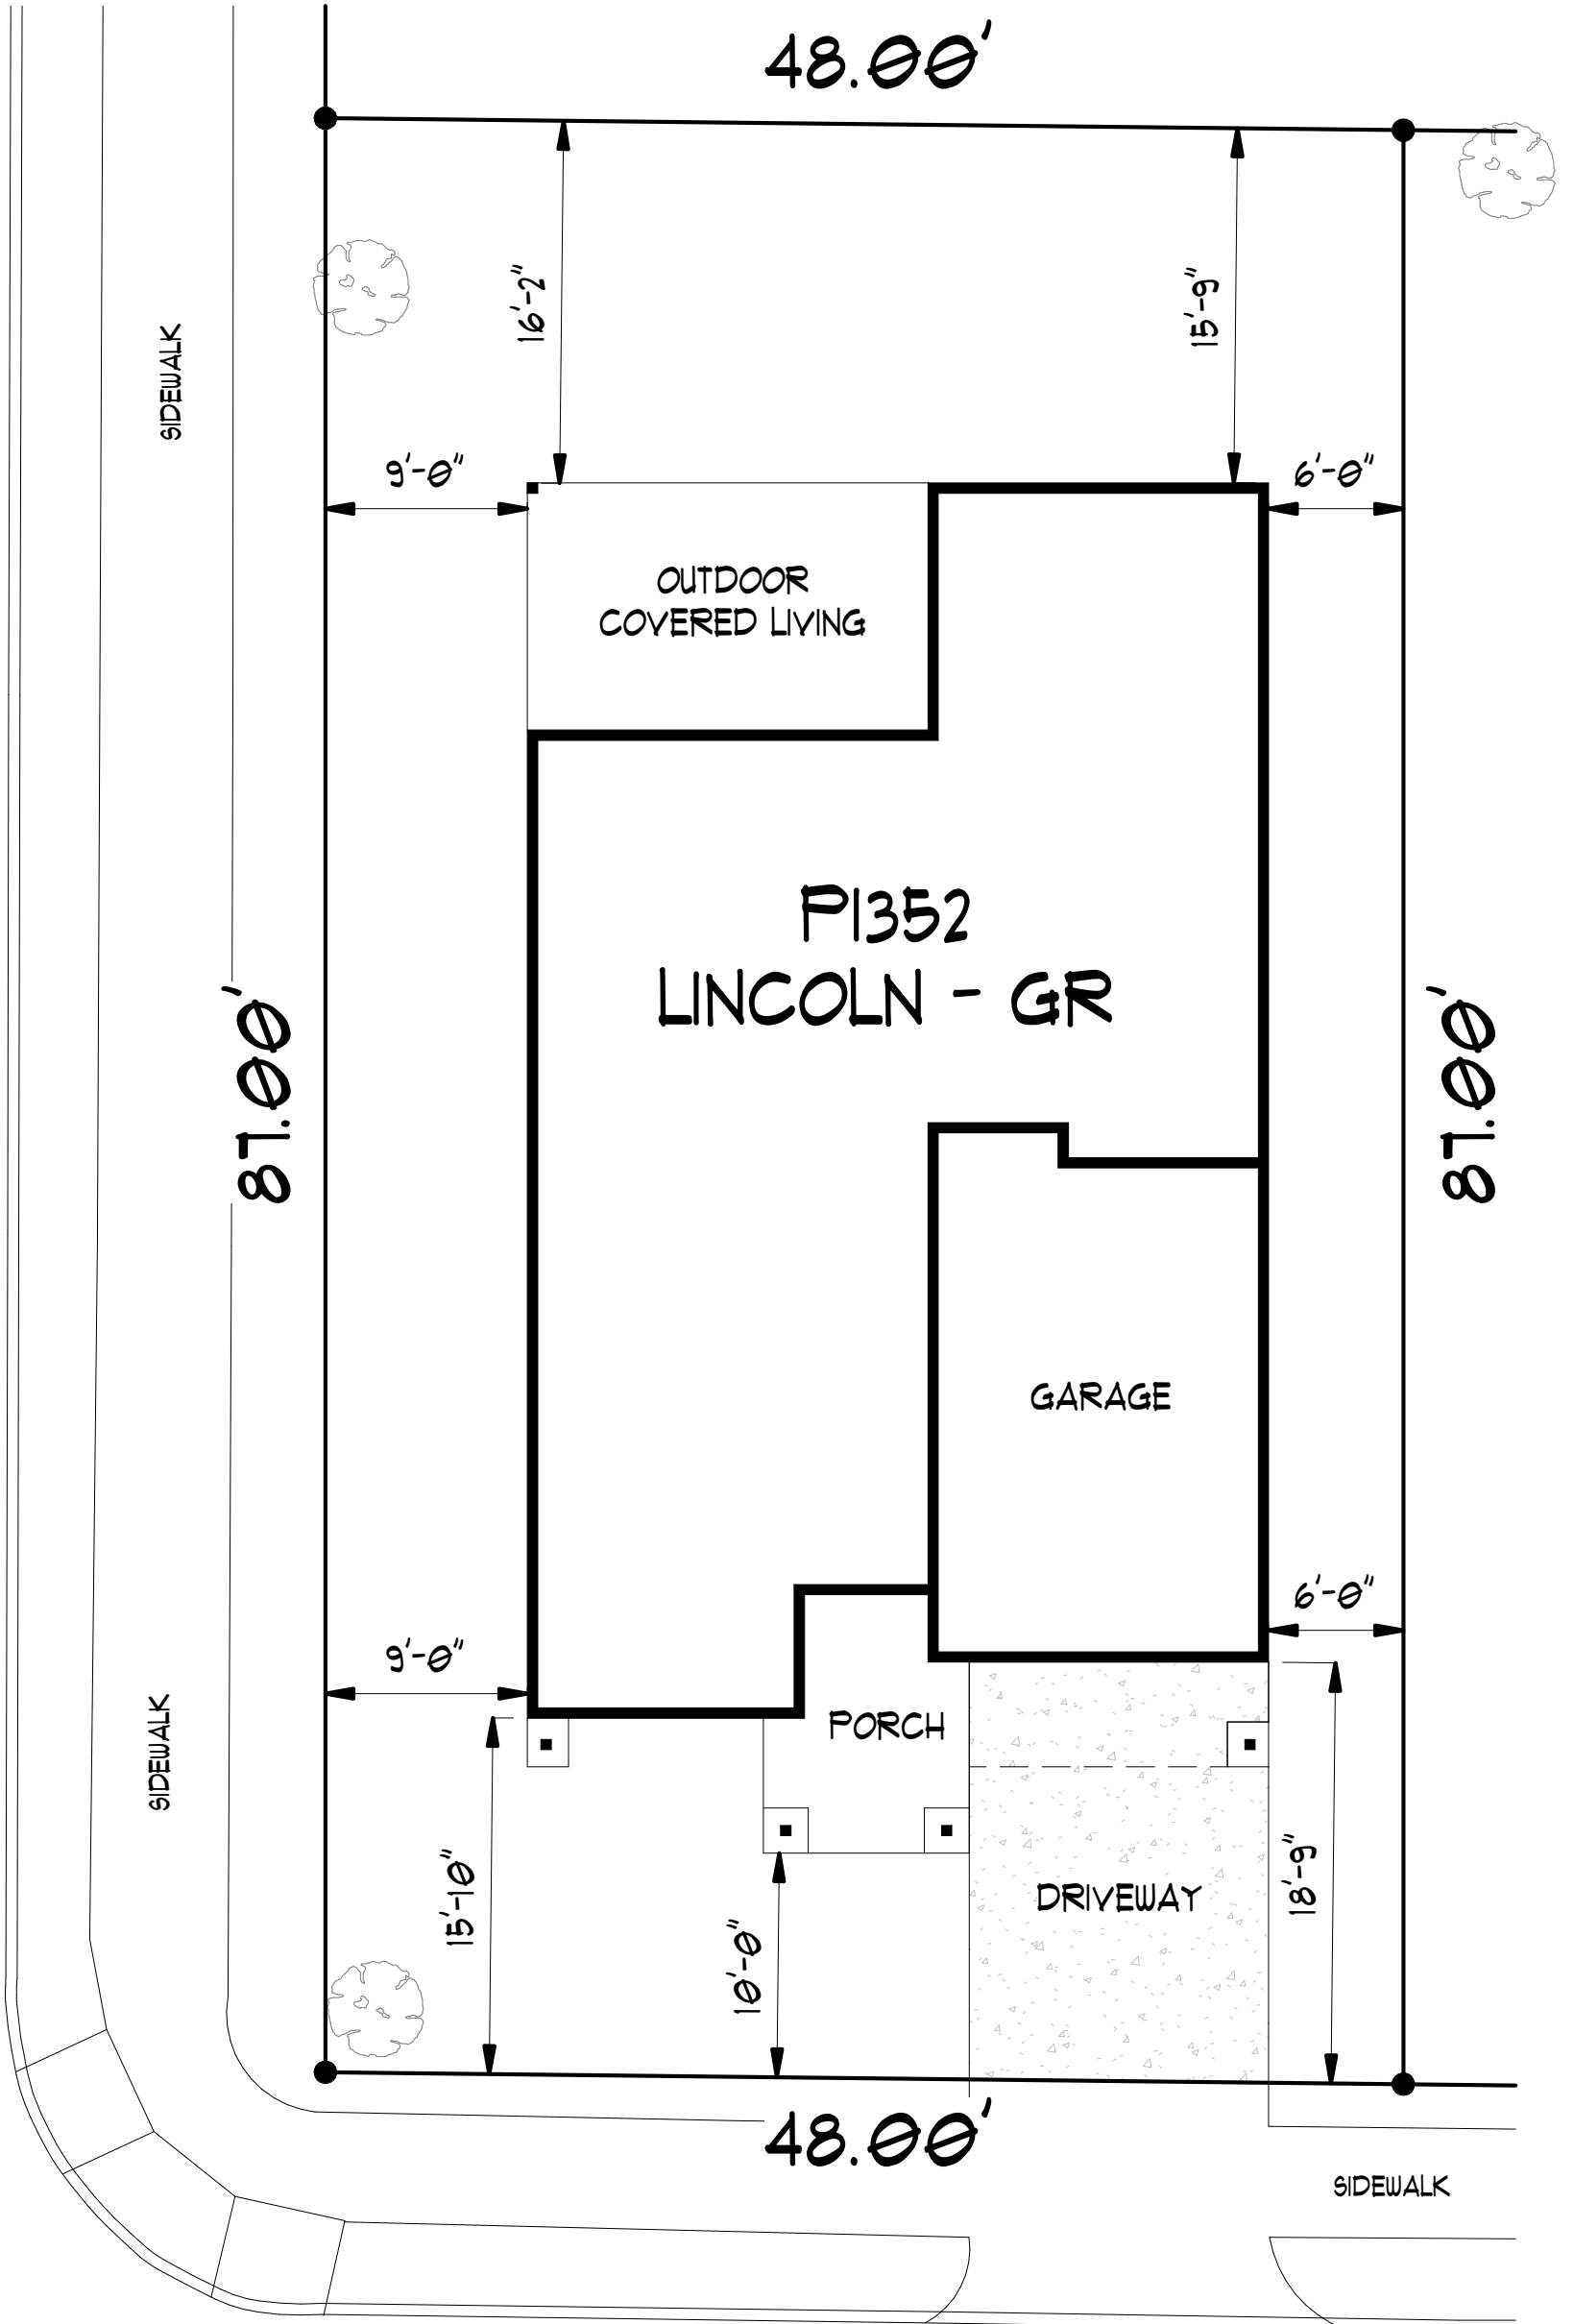 48.00'
16'-2"
15'-9"
SIDEWALK
9'-0"
6'-0"
OUTDOOR
COVERED LIVING
P1352
LINCOLN - GR
87.00'
87.00'
GARAGE
6'-0"
9'-0"
SIDEWALK
PORCH
15'-10"
10'-0"
DRIVEWAY
18'-9"
48.00'
SIDEWALK